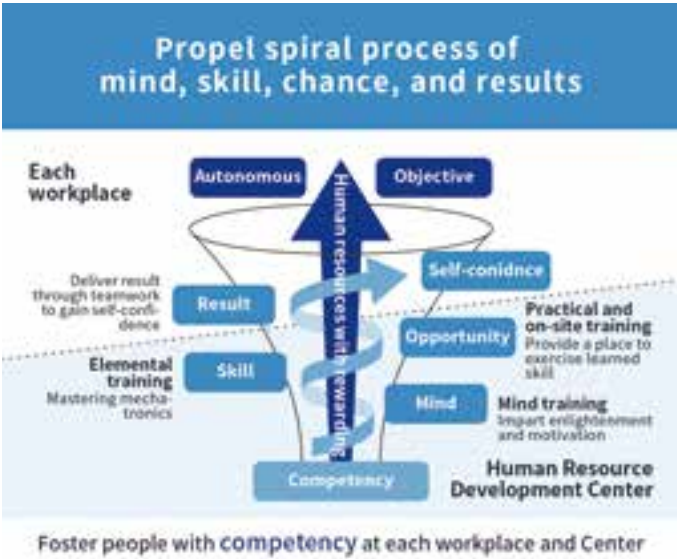 Propel spiral process of
mind, skill, chance, and results
Each
workplace
Autonomous
Objective
Human resources with rewarding
Self-conidnce
Deliver result
through teamwork
to gain self-confi-
dence
Result
Practical and
on-site training
Provide a place to
exercise learned
skill
Opportunity
Elemental
training
Mastering mecha-
tronics
Skill
Mind
Mind training
Impart enlightenment
and motivation
Competency
Human Resource
Development Center
Foster people with competency at each workplace and Center